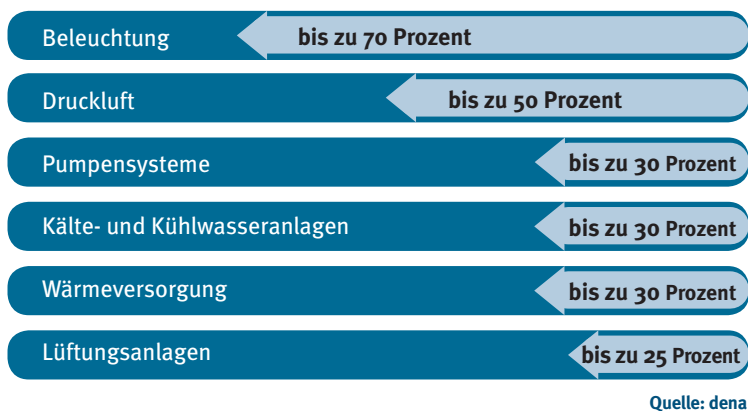 Beleuchtung bis zu 70 Prozent
Druckluft bis zu 50 Prozent
Pumpensysteme bis zu 30 Prozent
Kälte- und Kühlwasseranlagen bis zu 30 Prozent
Wärmeversorgung bis zu 30 Prozent
Lüftungsanlagen bis zu 25 Prozent
Quelle: dena